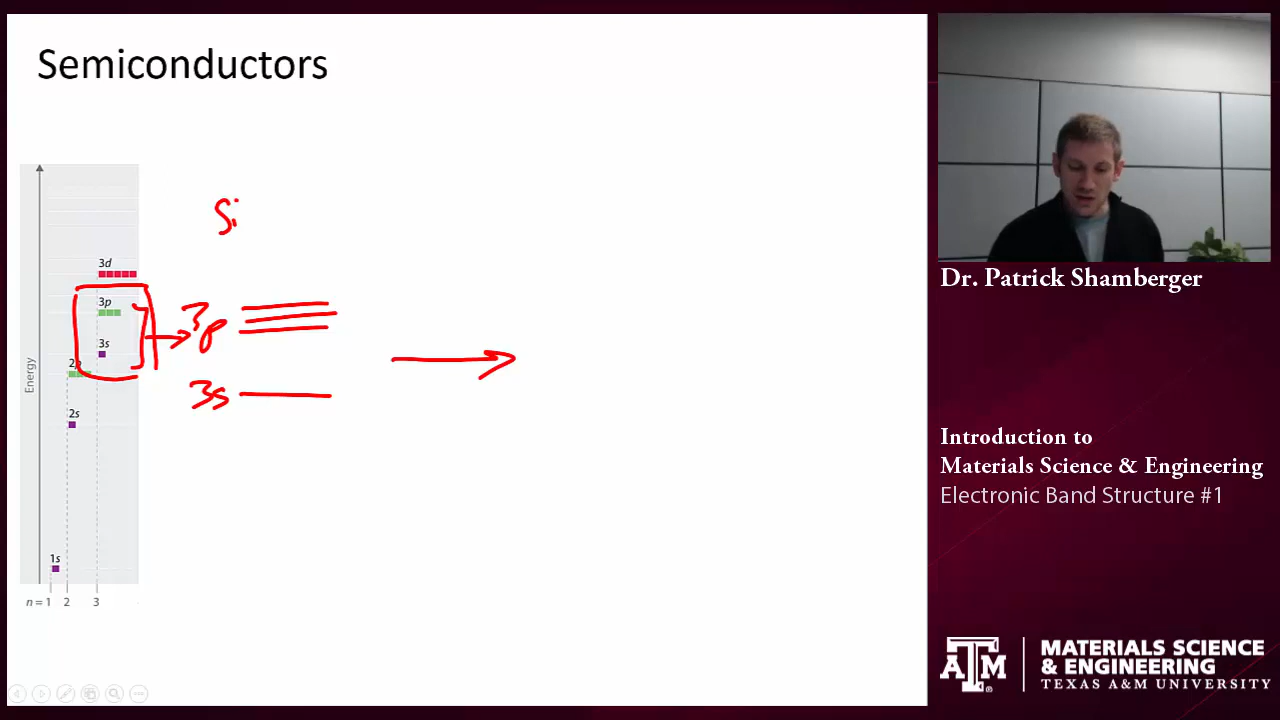 Semiconductors
Si
3d
3p
3p
3s
3s
2p
2s
1s
Energy
n = 1 2 3
Dr. Patrick Shamberger
Introduction to
Materials Science & Engineering
Electronic Band Structure #1
ATM
MATERIALS SCIENCE
& ENGINEERING
TEXAS A&M UNIVERSITY